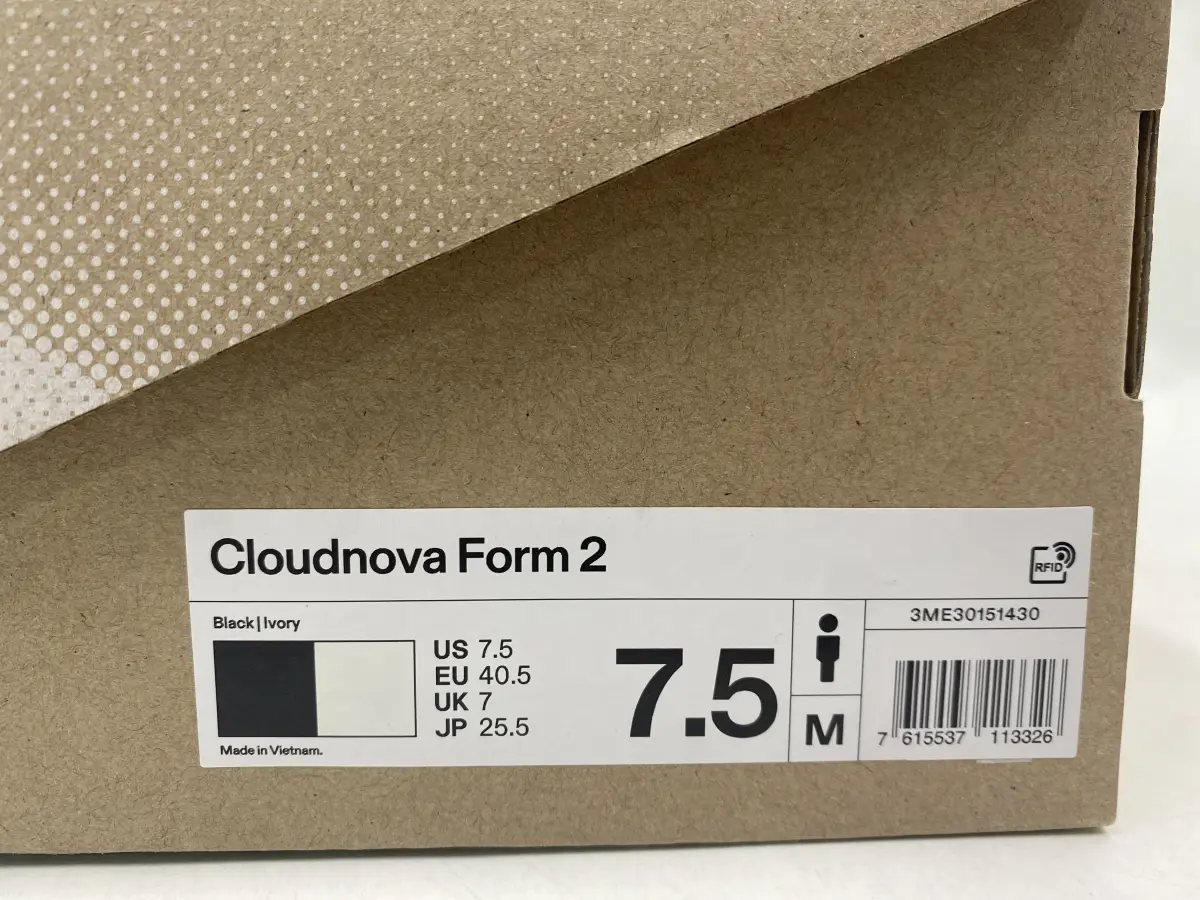 Cloudnova Form 2
RFID
Black|Ivory
US 7.5
EU 40.5
UK 7
JP 25.5
Made in Vietnam.
7.5
M
3ME30151430
7 615537 113326